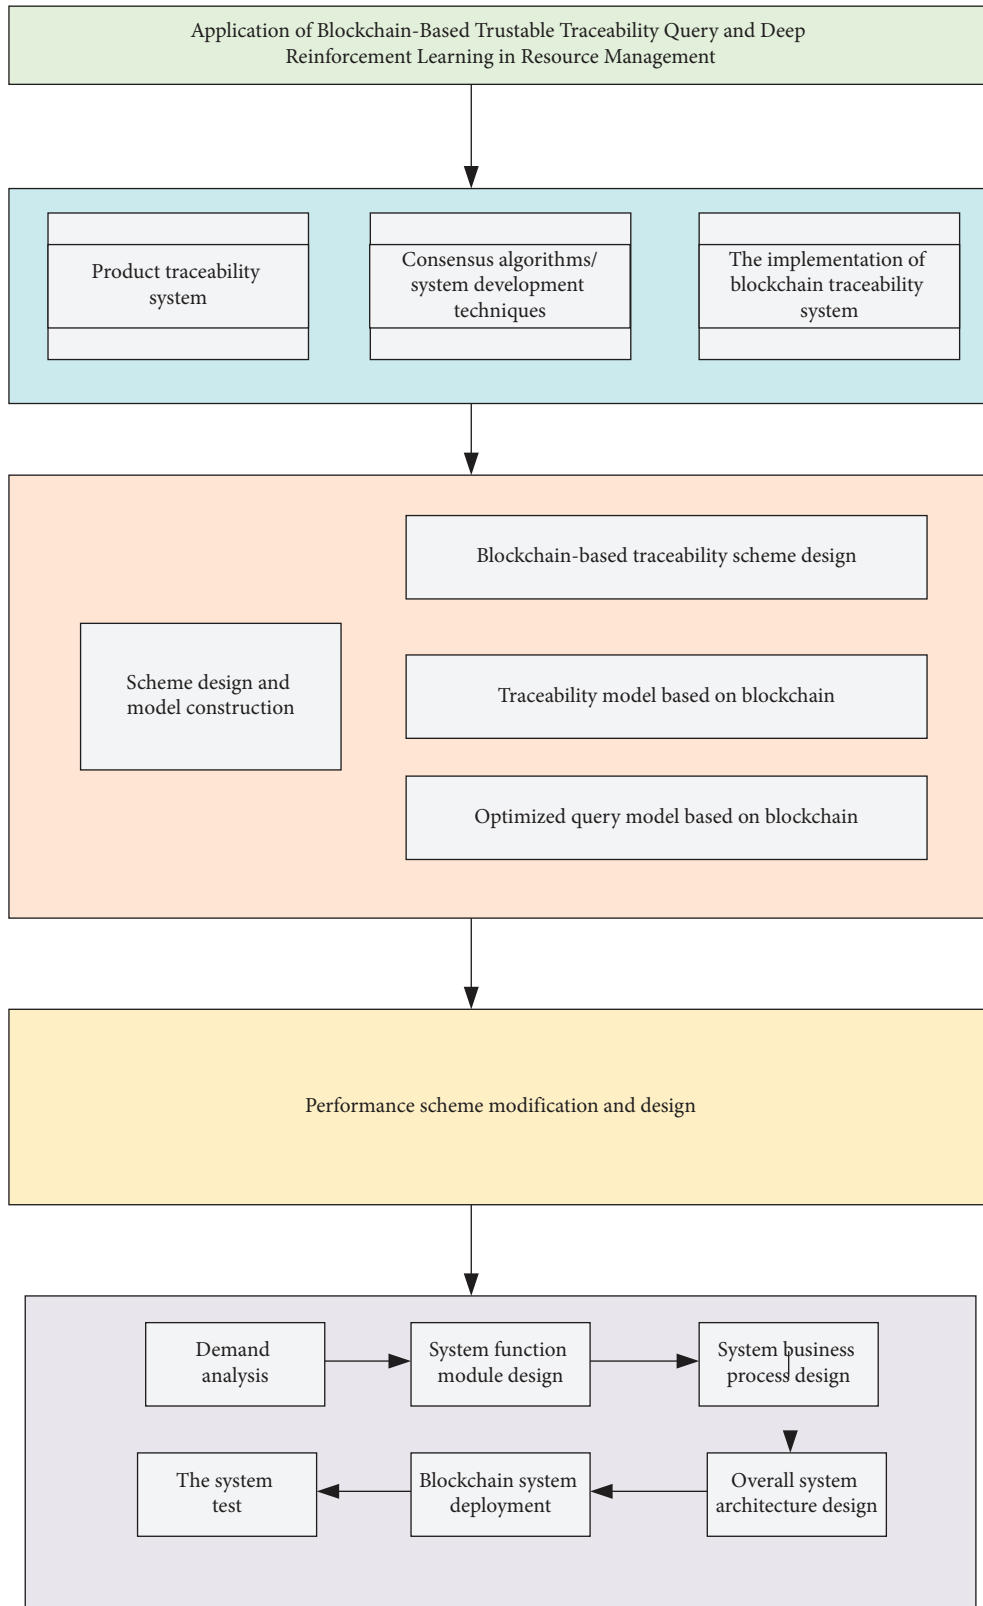 Application of Blockchain-Based Trustable Traceability Query and Deep
Reinforcement Learning in Resource Management
Product traceability
system
Consensus algorithms/
system development
techniques
The implementation of
blockchain traceability
system
Blockchain-based traceability scheme design
Scheme design and
model construction
Traceability model based on blockchain
Optimized query model based on blockchain
Performance scheme modification and design
Demand
analysis
System function
module design
System business
process design
The system
test
Blockchain system
deployment
Overall system
architecture design